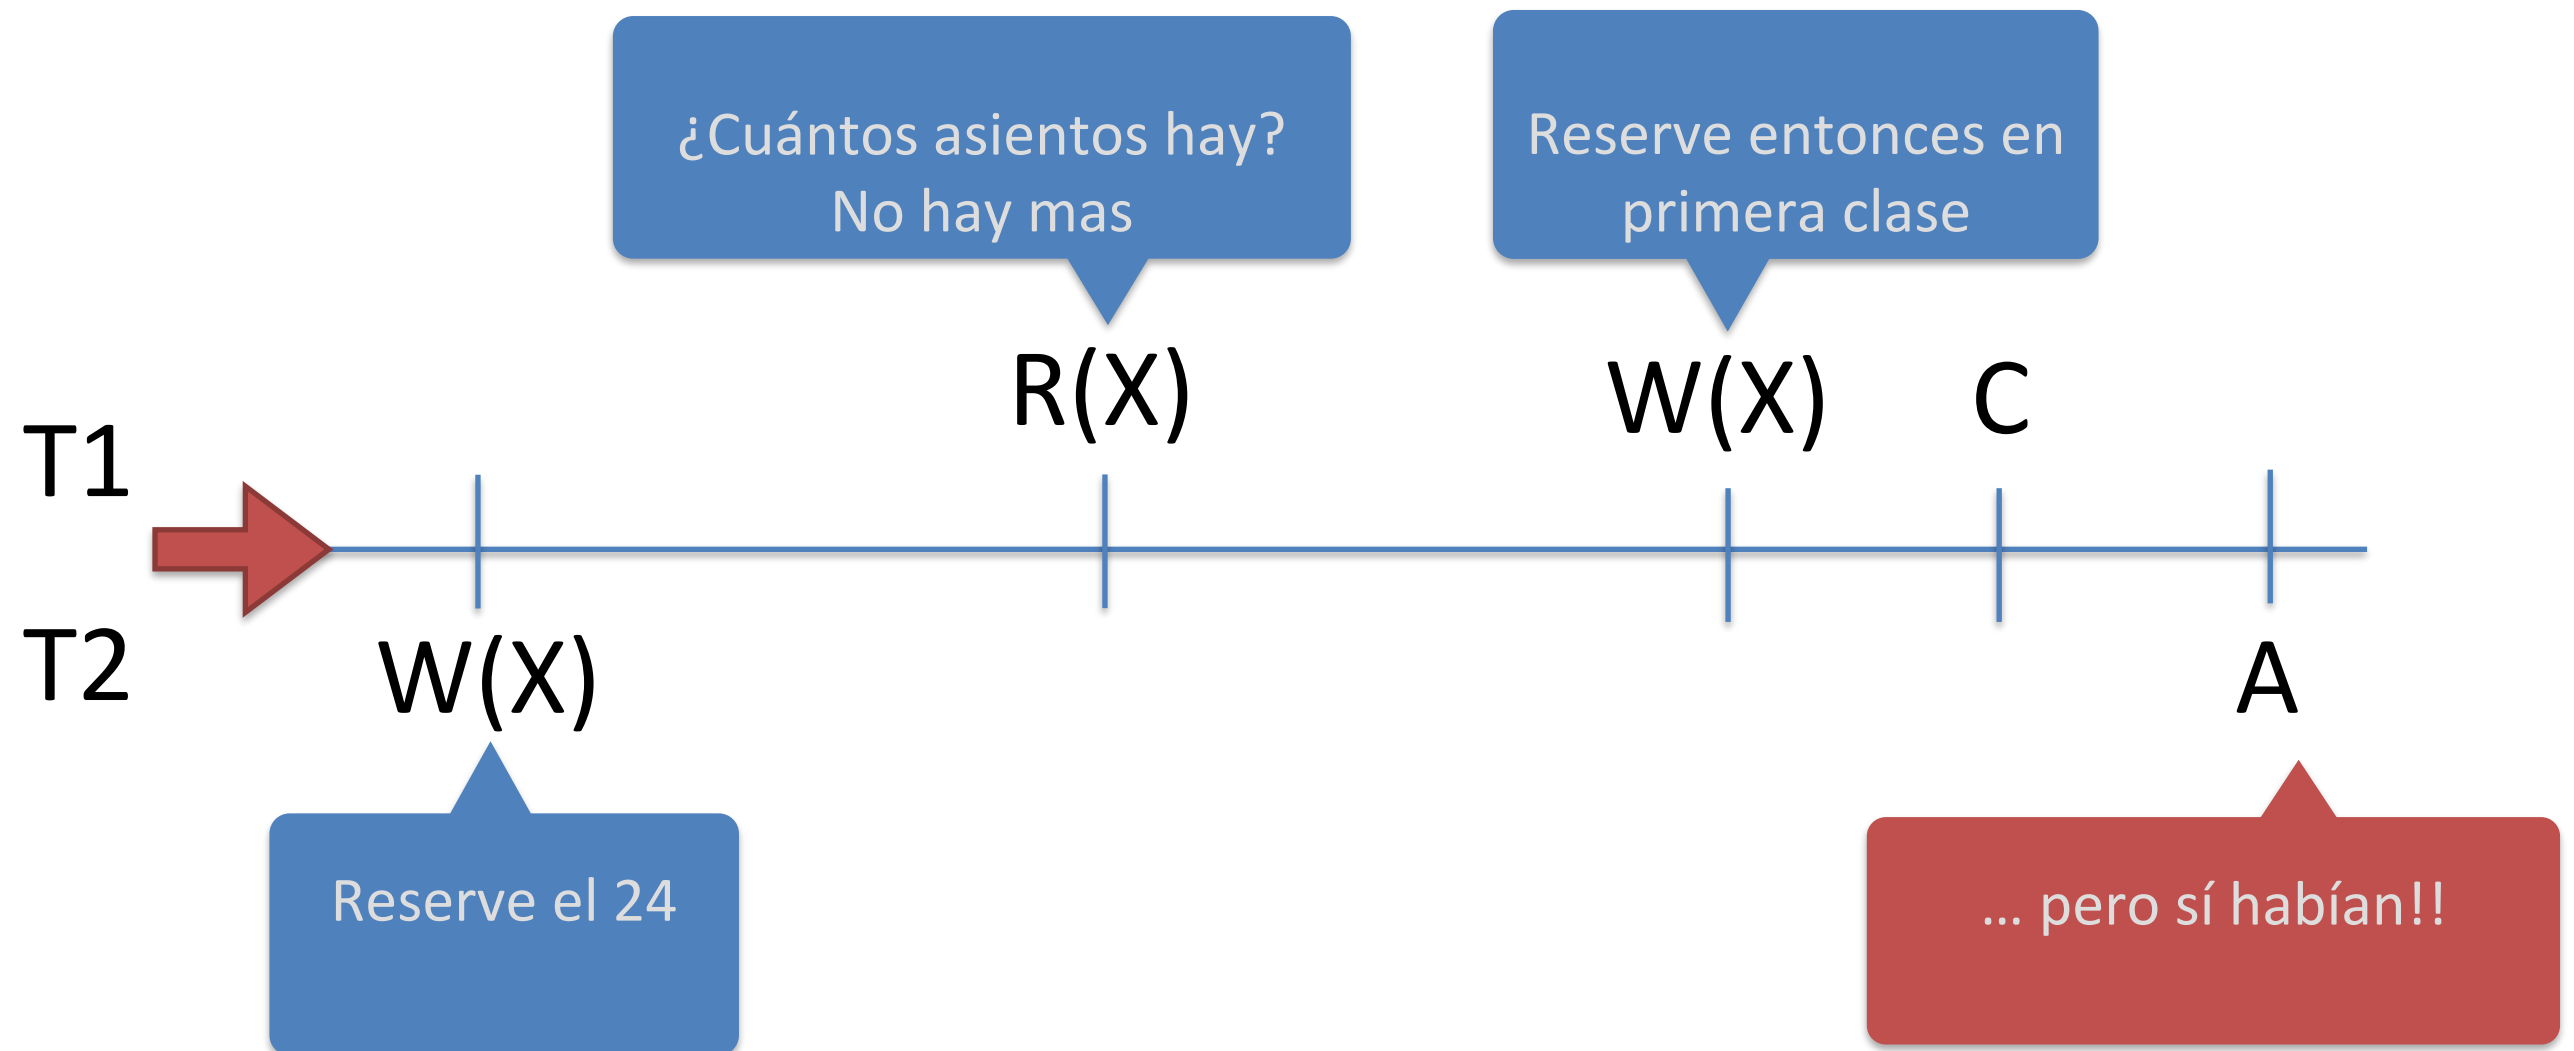 ¿Cuántos asientos hay?
No hay mas
Reserve entonces en
primera clase
R(X)
W(X)
C
T1
T2
W(X)
A
Reserve el 24
... pero sí habían!!